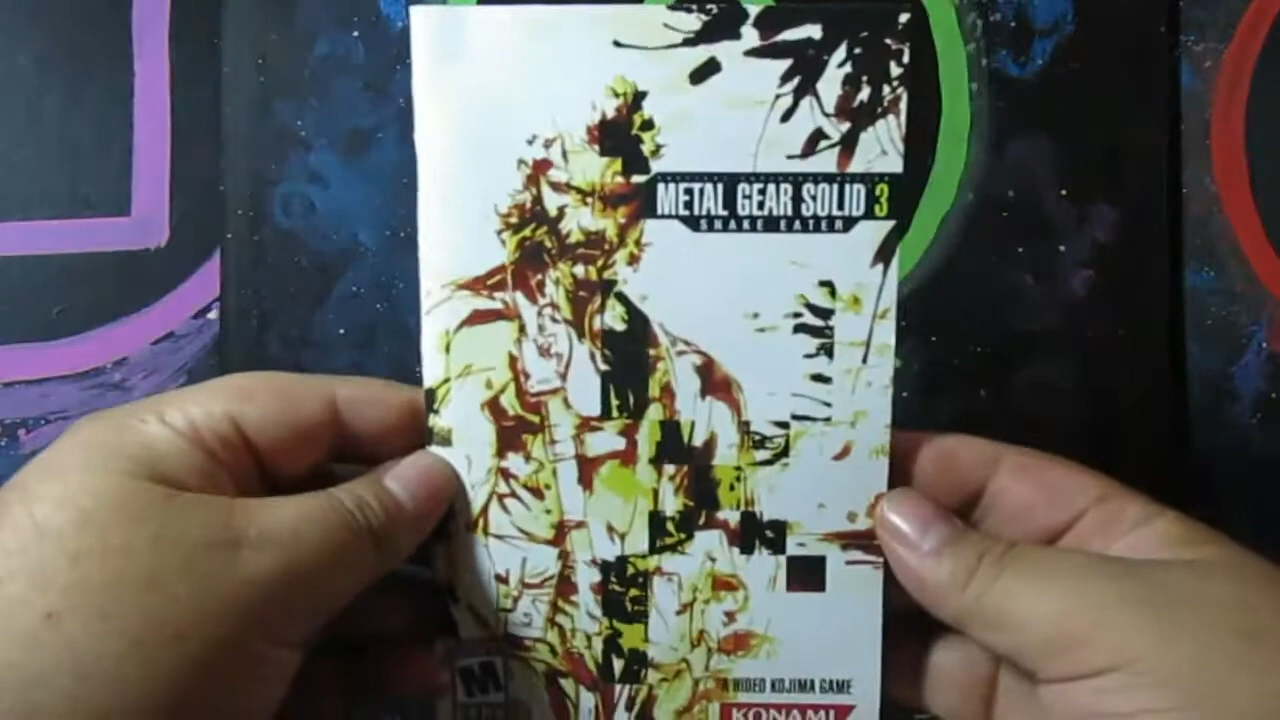 METAL GEAR SOLID 3
SNAKE EATER
M
A HIDEO KOJIMA GAME
KONAMI